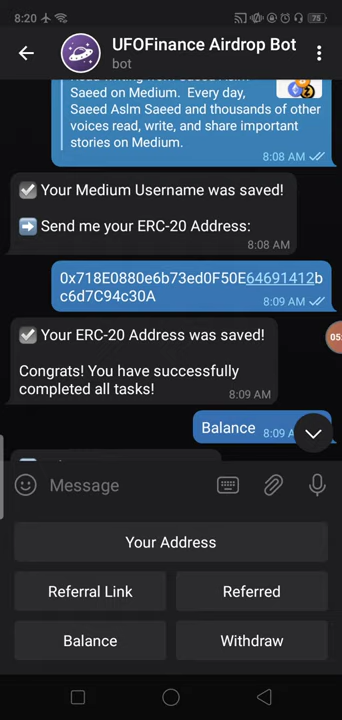 8:20
75
UFOFinance Airdrop Bot
bot
Saeed on Medium. Every day,
Saeed Aslm Saeed and thousands of other
voices read, write, and share important
stories on Medium.
8:08 AM
Your Medium Username was saved!
Send me your ERC-20 Address:
8:08 AM
0x718E0880e6b73ed0F50E64691412b
c6d7C94c30A
8:09 AM
Your ERC-20 Address was saved!
Congrats! You have successfully
completed all tasks!
8:09 AM
05
Balance 8:09 A
Message
Your Address
Referral Link Referred
Balance Withdraw